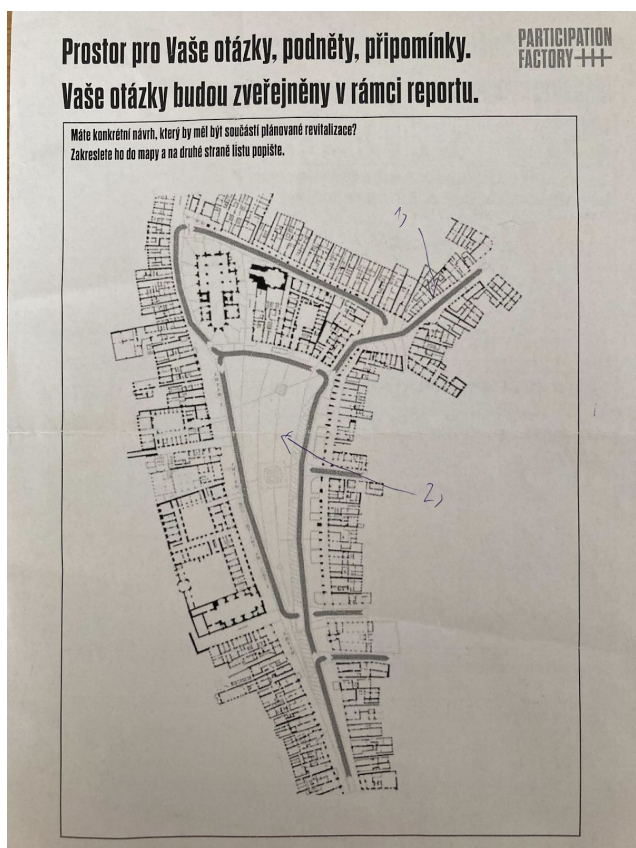 Prostor pro Vaše otázky, podněty, připomínky.
Vaše otázky budou zveřejněny v rámci reportu.
PARTICIPATION
FACTORY
Máte konkrétní návrh, který by měl být součástí plánované revitalizace?
Zakreslete ho do mapy a na druhé straně listu popište.
1,
2,